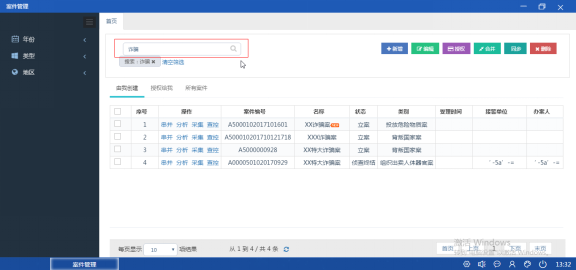 案件管理
首页
年份
类型
地区
诈骗
搜索：诈骗 ✖ 清空筛选
+新增 编辑 授权 合并 同步 删除
由我创建 授权给我 所有案件
序号 操作 案件编号 名称 状态 类别 受理时间 接警单位 办案人
1 串并 分析 采集 查控 A5000102017101601 XX诈骗案 立案 投放危险物质案
2 串并 分析 采集 查控 A500010201710121718 XXX诈骗案 立案 背叛国家案
3 串并 分析 采集 查控 A5000000928 XX特大诈骗案 立案 背叛国家案
4 串并 分析 采集 查控 A0000501020170929 XX特大诈骗案 侦查终结 组织出卖人体器官案 `-5a` -= `-5a` -=
每页显示 10 项结果 从 1 到 4 / 共 4 条 首页 上页 1 下页 末页
激活 Windows
案件管理 13:32